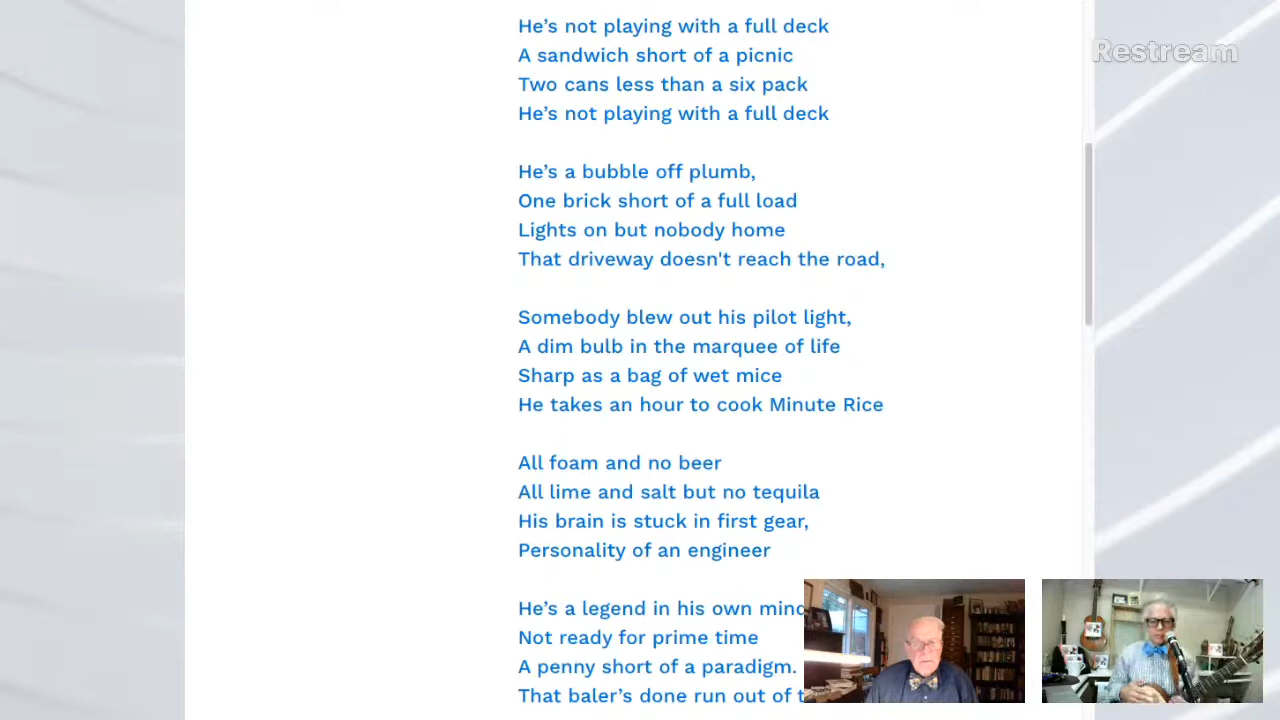 He’s not playing with a full deck
Restream
A sandwich short of a picnic
Two cans less than a six pack
He’s not playing with a full deck
He’s a bubble off plumb,
One brick short of a full load
Lights on but nobody home
That driveway doesn't reach the road,
Somebody blew out his pilot light,
A dim bulb in the marquee of life
Sharp as a bag of wet mice
He takes an hour to cook Minute Rice
All foam and no beer
All lime and salt but no tequila
His brain is stuck in first gear,
Personality of an engineer
He’s a legend in his own mind
Not ready for prime time
A penny short of a paradigm.
That baler’s done run out of